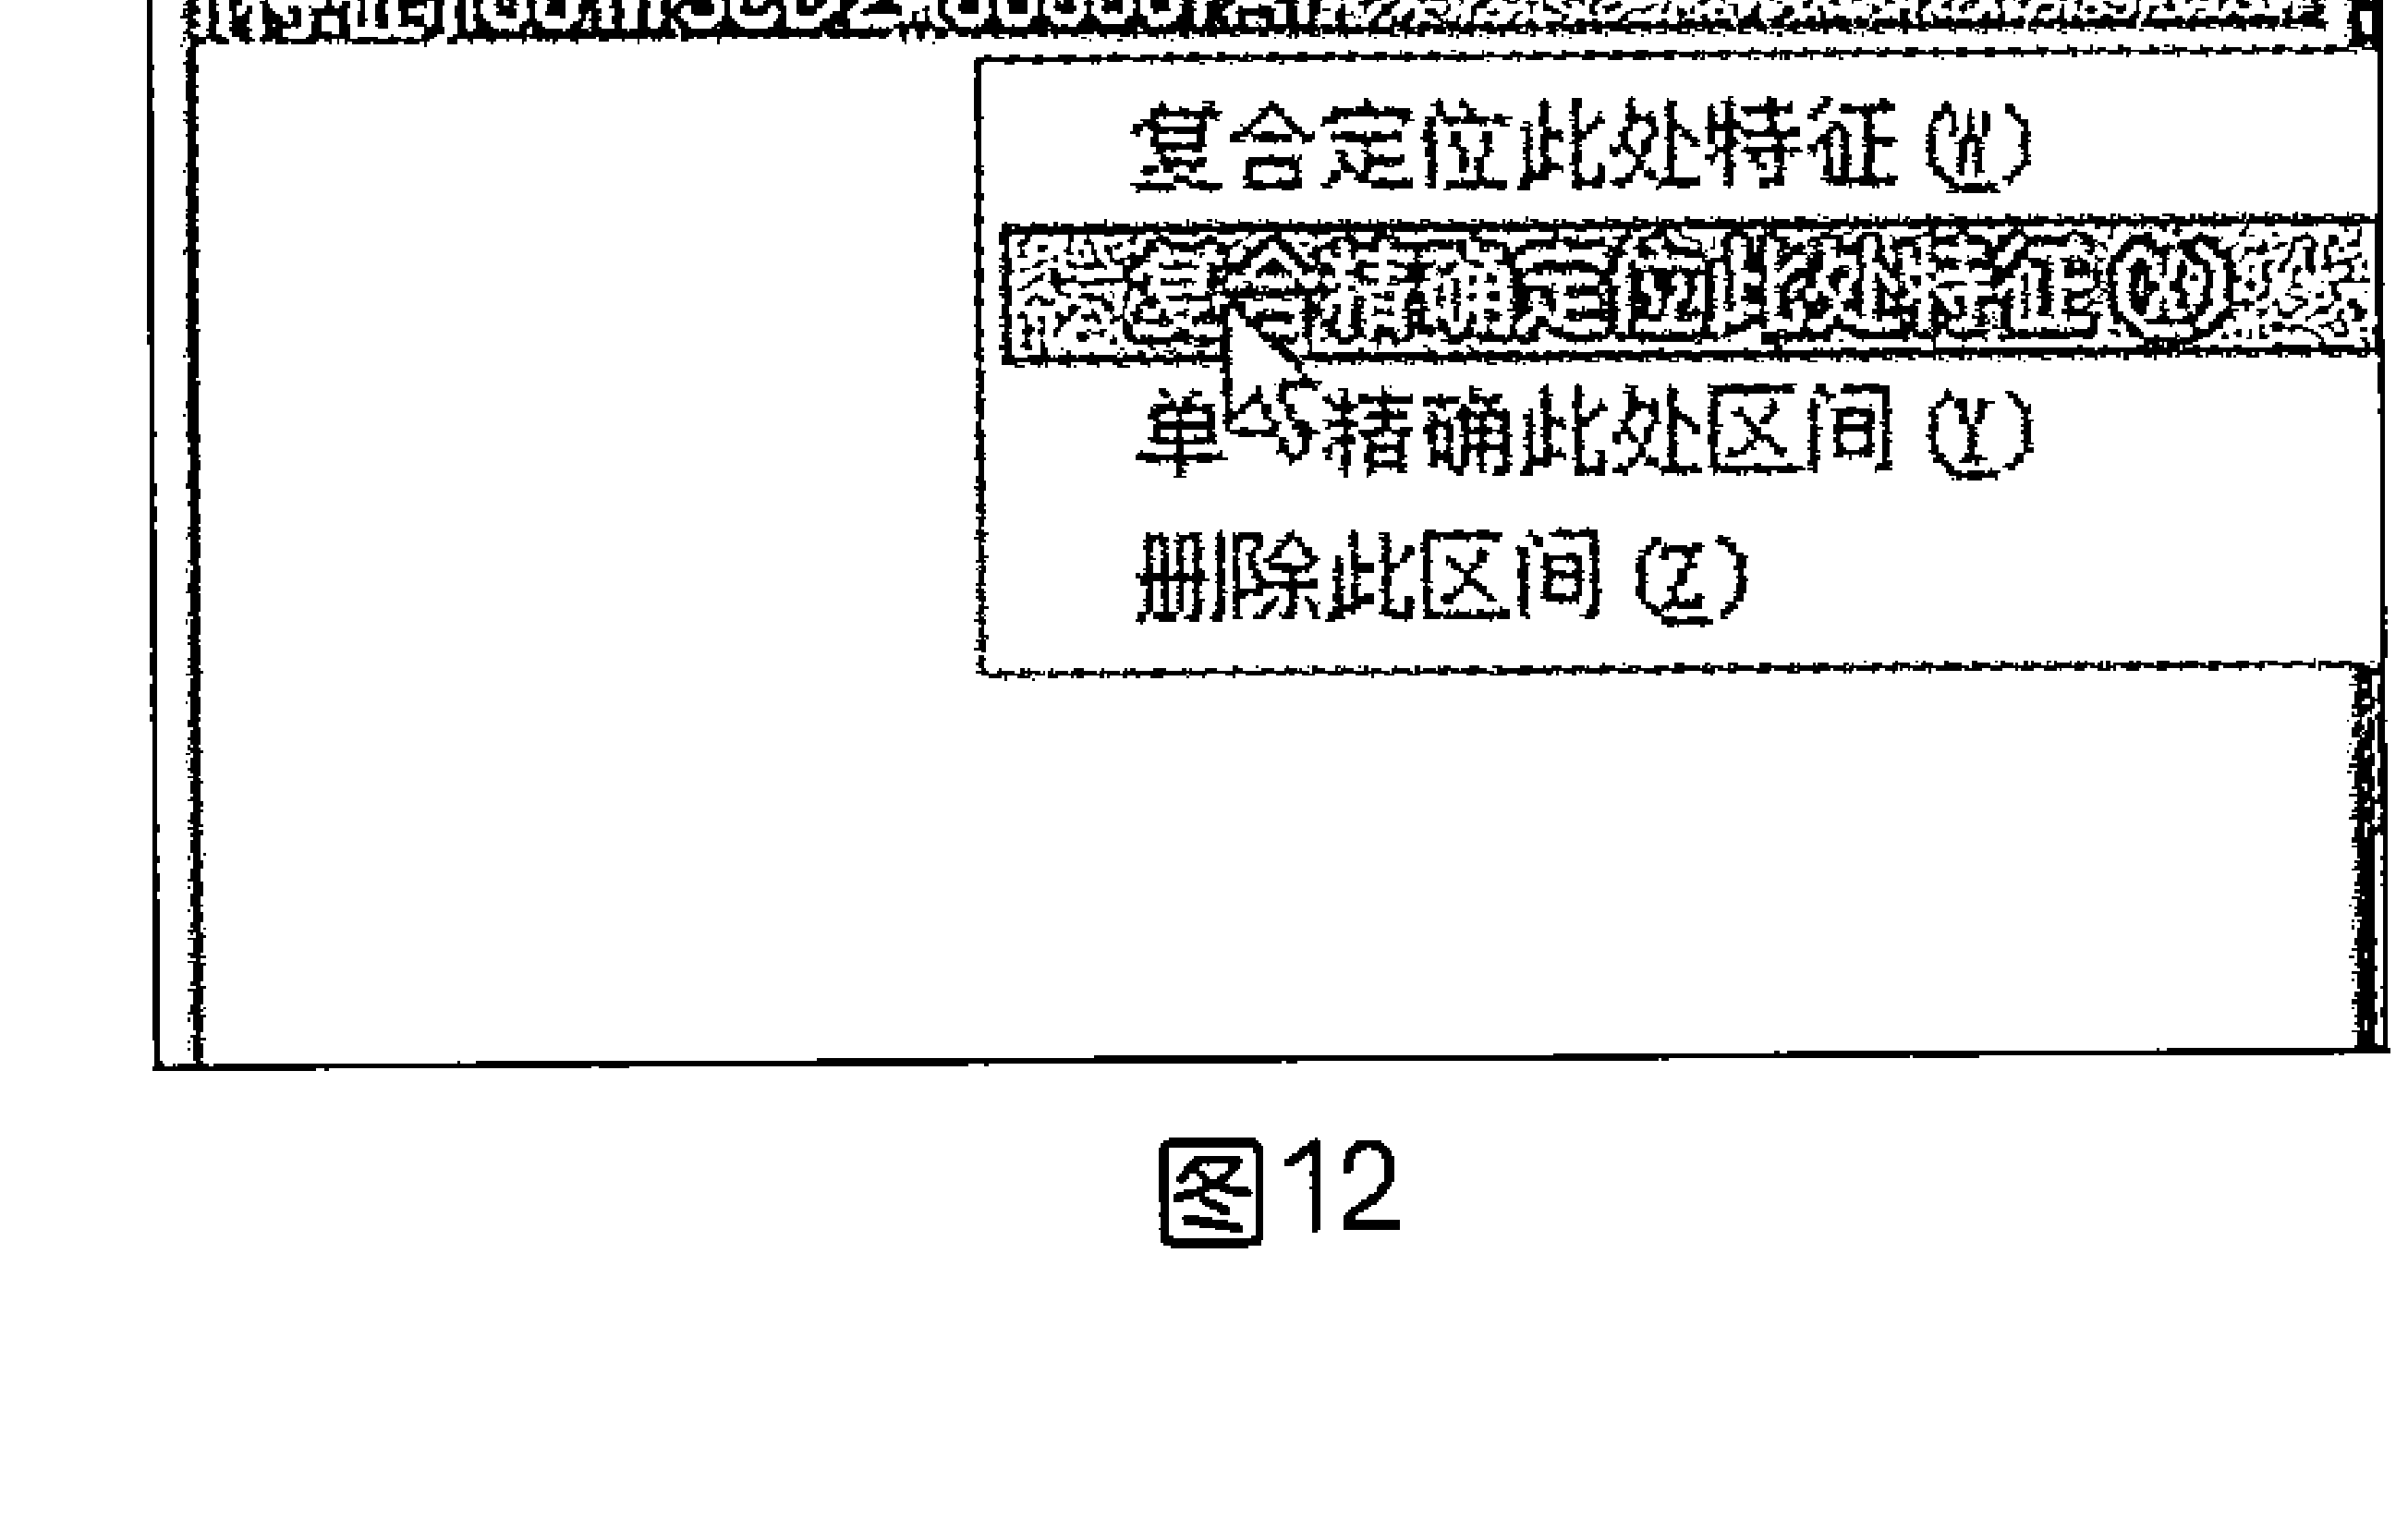 复合定位此处特征(W)
复合精确定位此处特征(X)
单 精确此处区间(Y)
删除此区间(Z)
图12